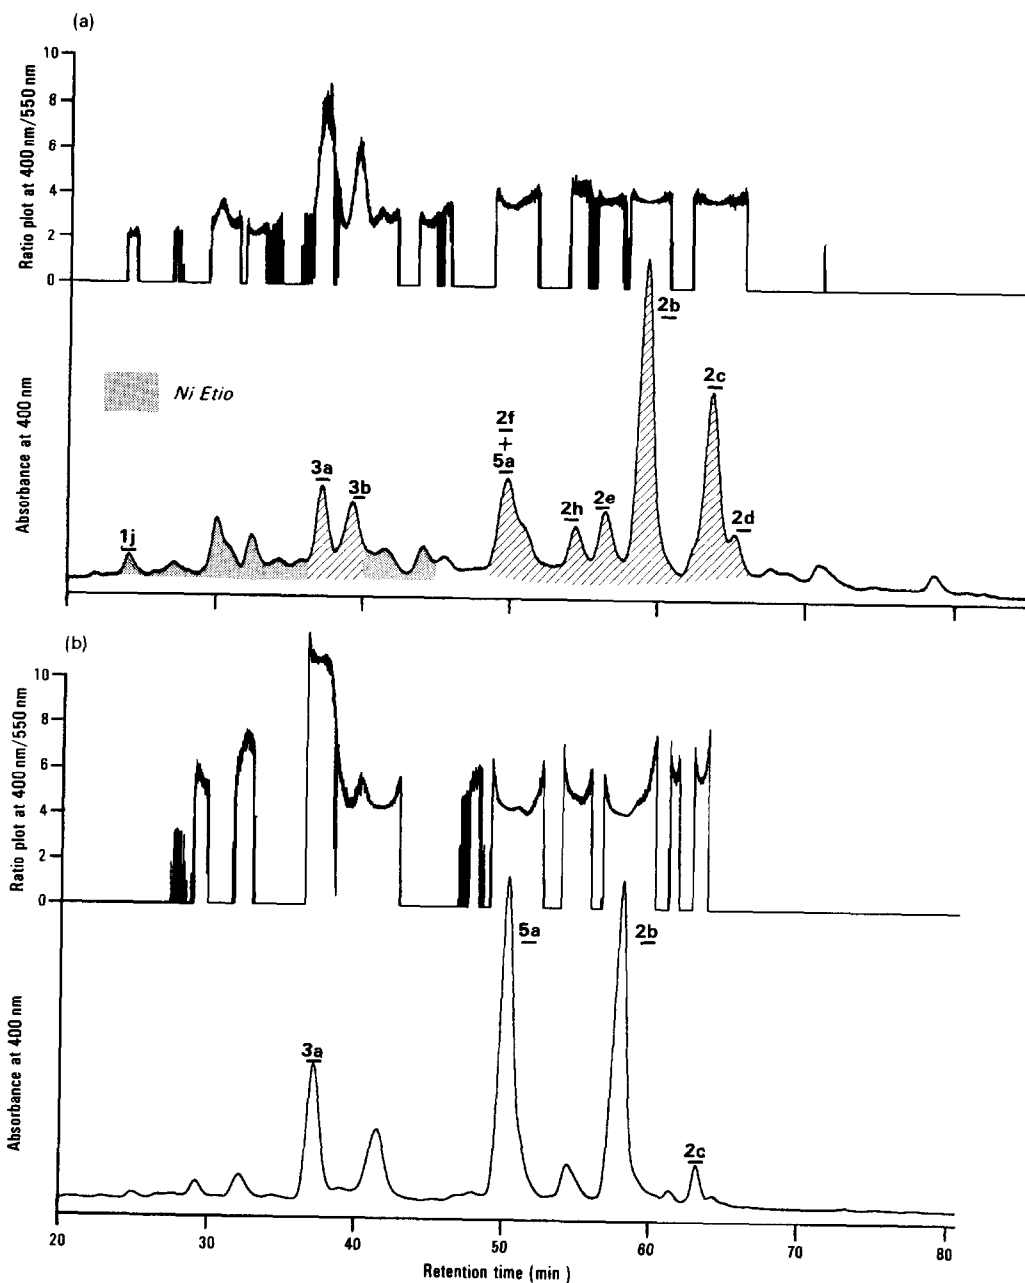 (a)
Ratio plot at 400 nm/550 nm
10
8
6
4
2
0
Absorbance at 400 nm
Ni Etio
1j
3a
3b
2f
+
5a
2h
2e
2b
2c
2d
(b)
Ratio plot at 400 nm/550 nm
10
8
6
4
2
0
Absorbance at 400 nm
3a
5a
2b
2c
20 30 40 50 60 70 80
Retention time (min )